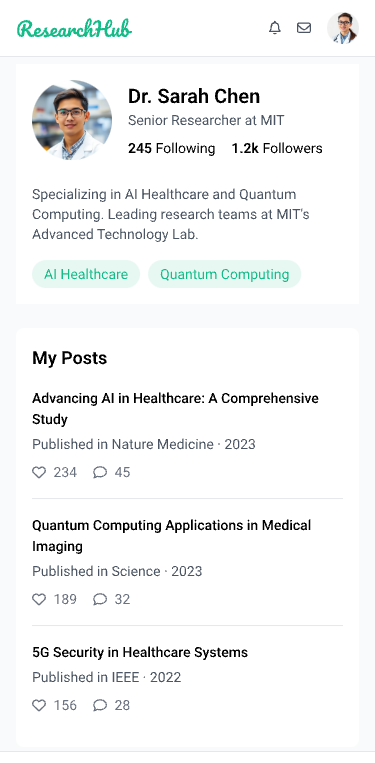 ResearchHub
Dr. Sarah Chen
Senior Researcher at MIT
245 Following 1.2k Followers
Specializing in AI Healthcare and Quantum
Computing. Leading research teams at MIT's
Advanced Technology Lab.
AI Healthcare Quantum Computing
My Posts
Advancing AI in Healthcare: A Comprehensive
Study
Published in Nature Medicine · 2023
234 45
Quantum Computing Applications in Medical
Imaging
Published in Science · 2023
189 32
5G Security in Healthcare Systems
Published in IEEE · 2022
156 28